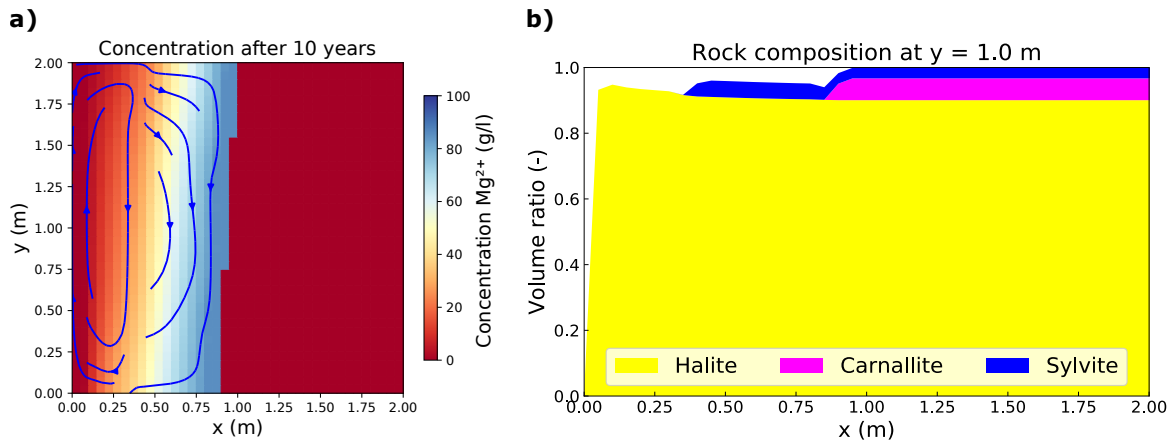 a)
Concentration after 10 years
2.00
1.75
1.50
1.25
1.00
0.75
0.50
0.25
0.00
y (m)
0.00 0.25 0.50 0.75 1.00 1.25 1.50 1.75 2.00
x (m)
100
80
60
40
20
0
Concentration Mg²⁺ (g/l)
b)
Rock composition at y = 1.0 m
1.0
0.8
0.6
0.4
0.2
0.0
Volume ratio (-)
Halite Carnallite Sylvite
0.00 0.25 0.50 0.75 1.00 1.25 1.50 1.75 2.00
x (m)